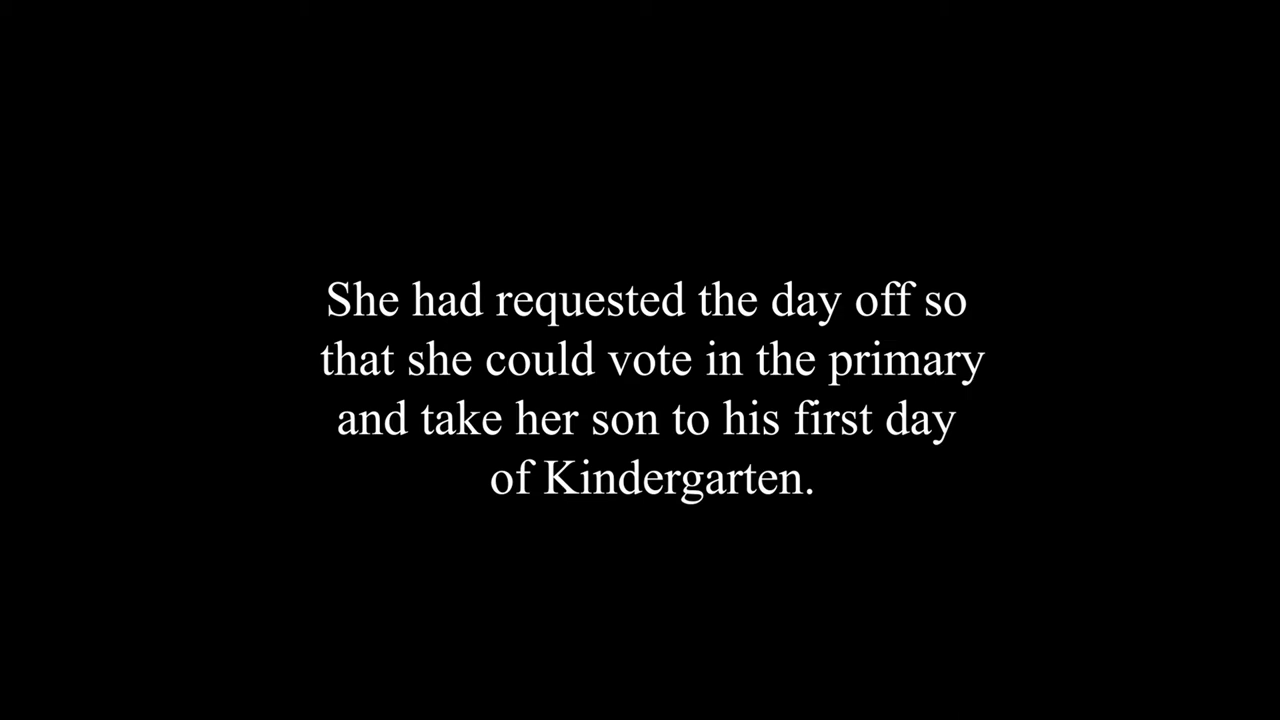 She had requested the day off so
that she could vote in the primary
and take her son to his first day
of Kindergarten.